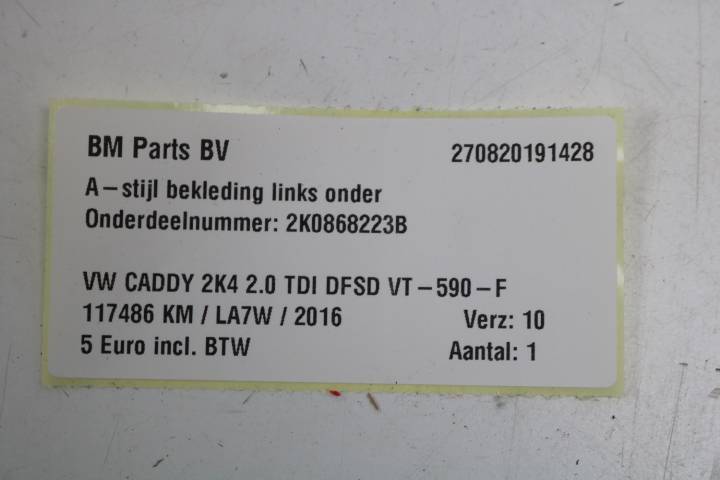 BM Parts BV 270820191428
A-stijl bekleding links onder
Onderdeelnummer: 2K0868223B
VW CADDY 2K4 2.0 TDI DFSD VT-590-F
117486 KM / LA7W / 2016 Verz: 10
5 Euro incl. BTW Aantal: 1